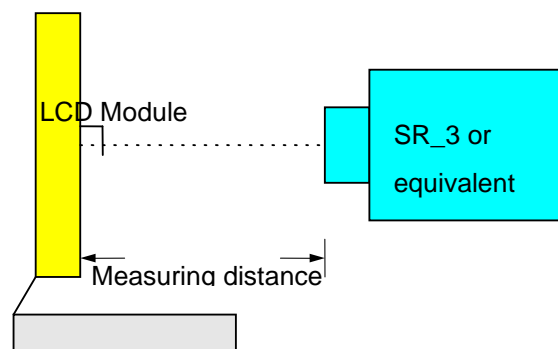 LCD Module
SR_3 or
equivalent
Measuring distance